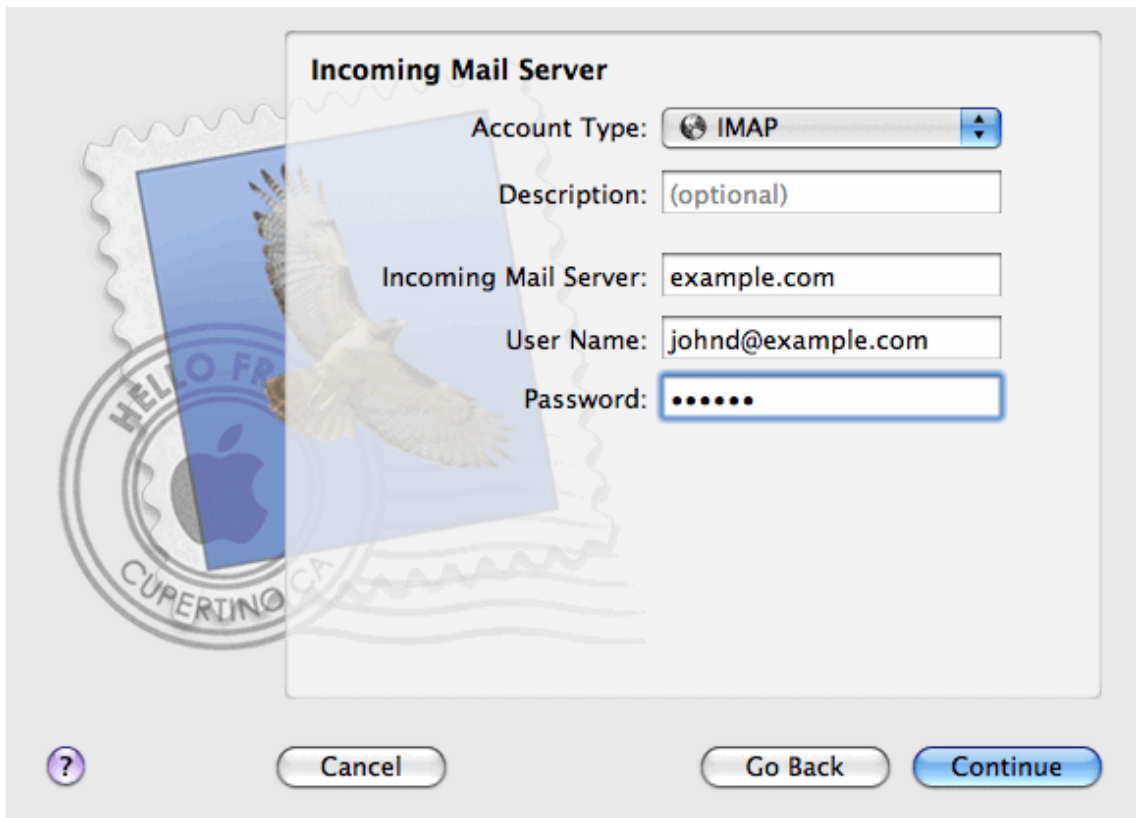 Incoming Mail Server
Account Type: IMAP
Description: (optional)
Incoming Mail Server: example.com
User Name: johnd@example.com
Password: ••••••
HELLO FR
CUPERTINO CA
? Cancel Go Back Continue